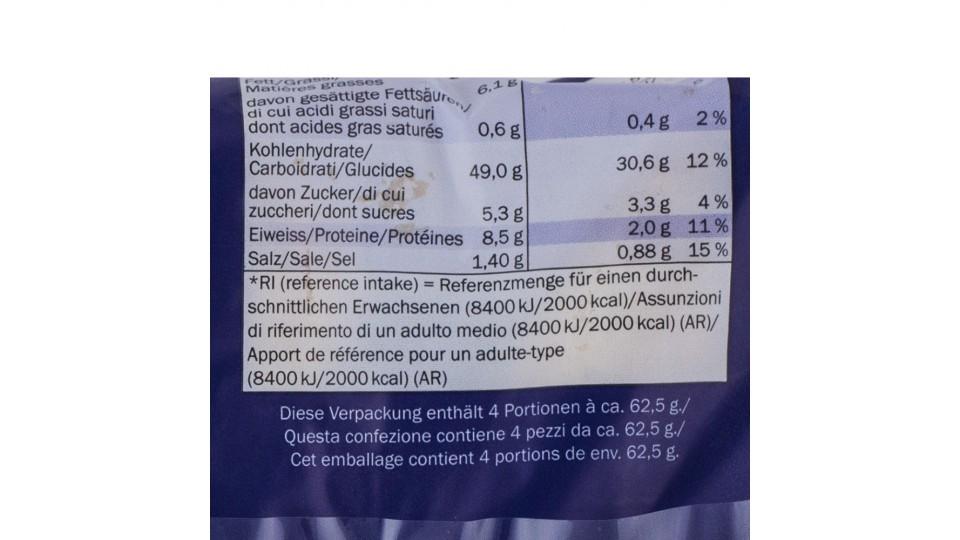 Matières grasses 6,1 g
davon gesättigte Fettsäuren/
di cui acidi grassi saturi
dont acides gras saturés 0,6 g 0,4 g 2 %
Kohlenhydrate/
Carboidrati/Glucides 49,0 g 30,6 g 12 %
davon Zucker/di cui
zuccheri/dont sucres 5,3 g 3,3 g 4 %
Eiweiss/Proteine/Protéines 8,5 g 2,0 g 11 %
Salz/Sale/Sel 1,40 g 0,88 g 15 %
*RI (reference intake) = Referenzmenge für einen durch-
schnittlichen Erwachsenen (8400 kJ/2000 kcal)/Assunzioni
di riferimento di un adulto medio (8400 kJ/2000 kcal) (AR)/
Apport de référence pour un adulte-type
(8400 kJ/2000 kcal) (AR)
Diese Verpackung enthält 4 Portionen à ca. 62,5 g./
Questa confezione contiene 4 pezzi da ca. 62,5 g./
Cet emballage contient 4 portions de env. 62,5 g.